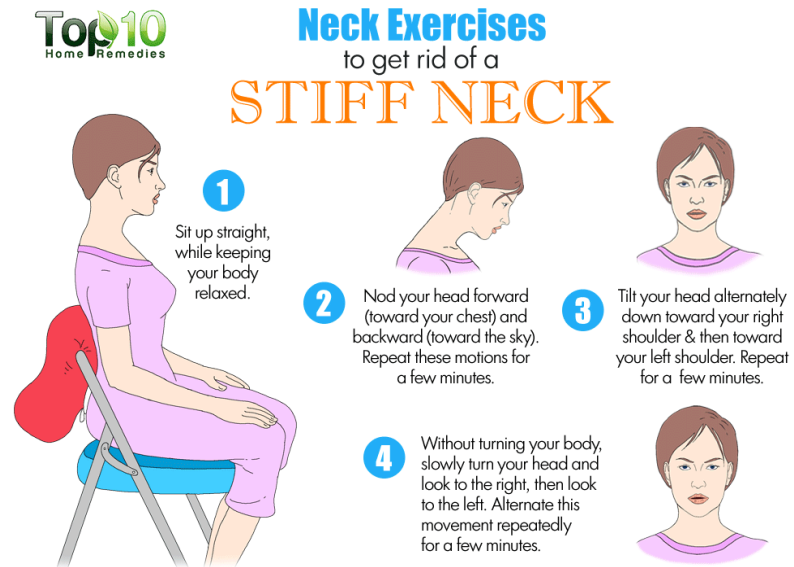 Top10
Home Remedies
Neck Exercises
to get rid of a
STIFF NECK
1
Sit up straight,
while keeping
your body
relaxed.
2
Nod your head forward
(toward your chest) and
backward (toward the sky).
Repeat these motions for
a few minutes.
3
Tilt your head alternately
down toward your right
shoulder & then toward
your left shoulder. Repeat
for a few minutes.
4
Without turning your body,
slowly turn your head and
look to the right, then look
to the left. Alternate this
movement repeatedly
for a few minutes.